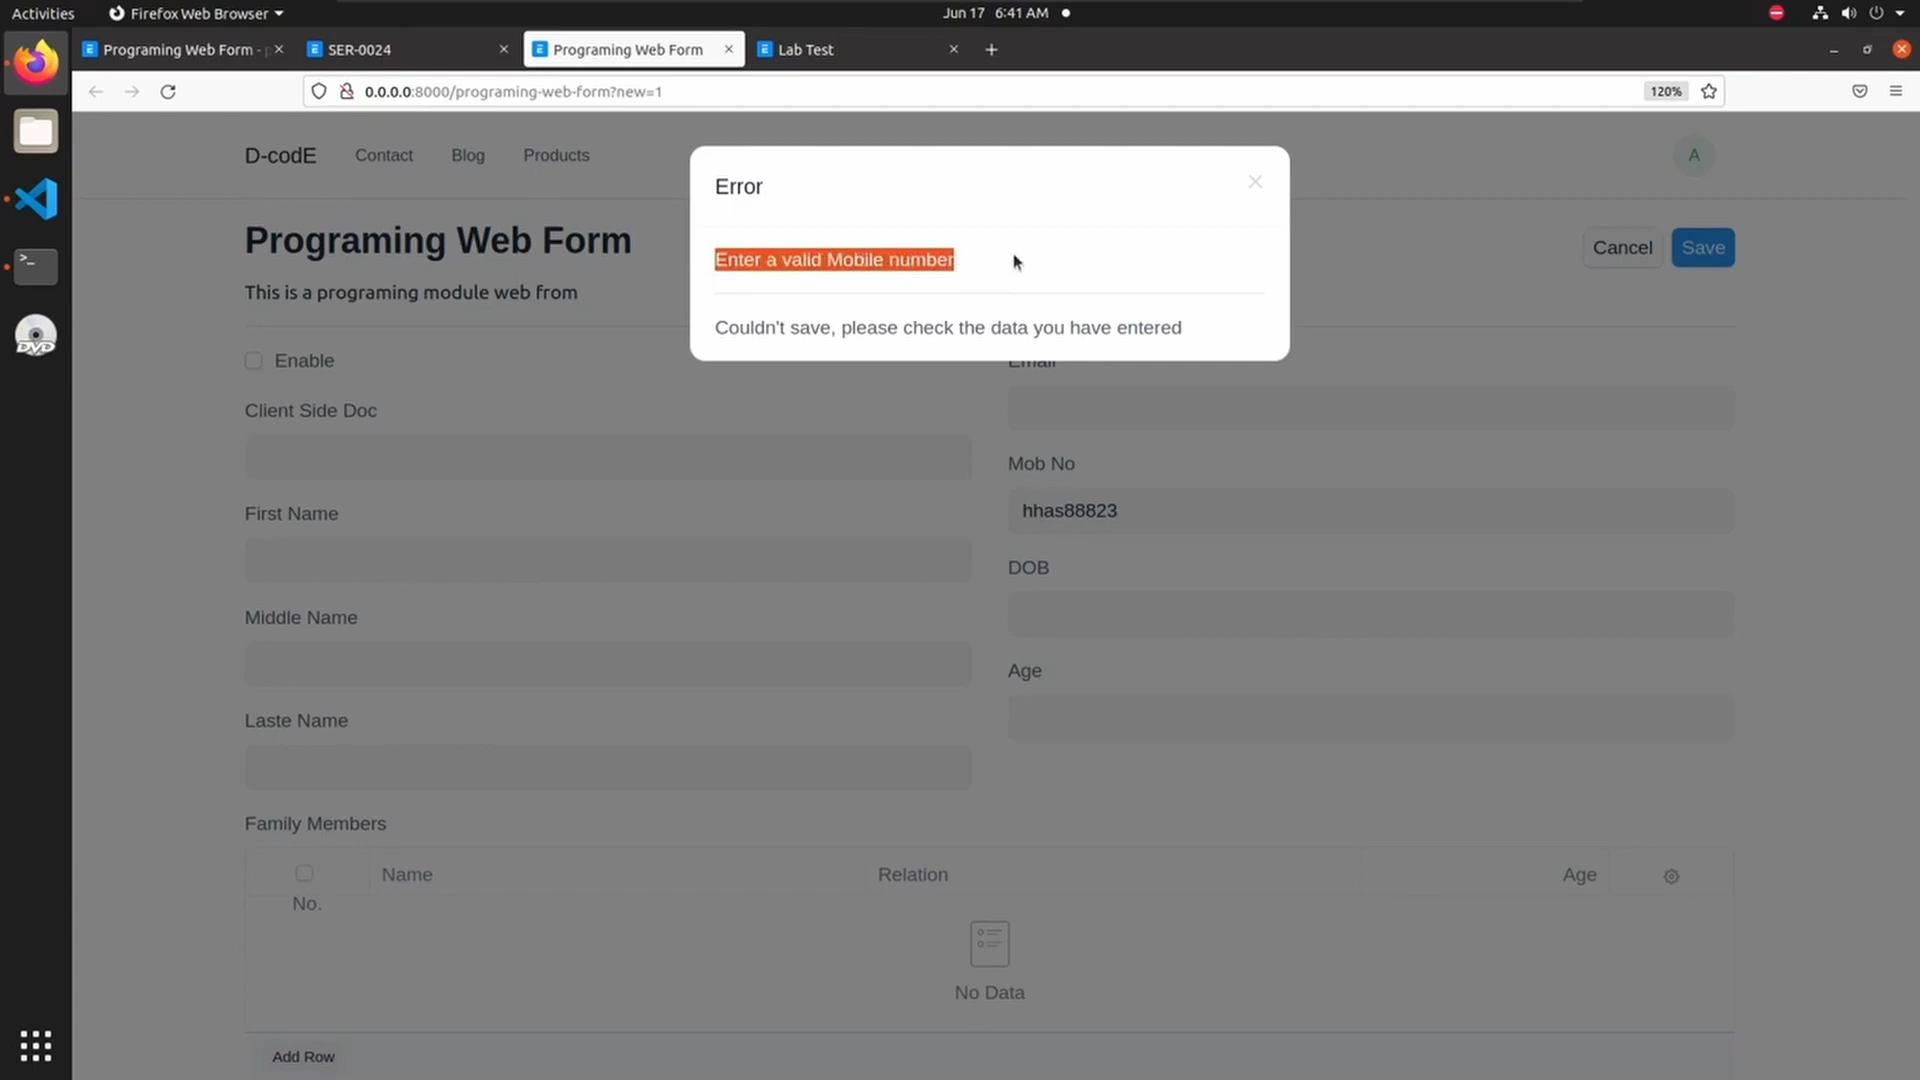 Activities
Firefox Web Browser
Jun 17 6:41 AM
Programing Web Form -
SER-0024
Programing Web Form
Lab Test
0.0.0.0:8000/programing-web-form?new=1
120%
D-codE
Contact
Blog
Products
A
Error
Enter a valid Mobile number
Couldn't save, please check the data you have entered
Programing Web Form
Cancel
Save
This is a programing module web from
Enable
Email
Client Side Doc
Mob No
hhas88823
First Name
DOB
Middle Name
Age
Laste Name
Family Members
No.
Name
Relation
Age
No Data
Add Row
DVD